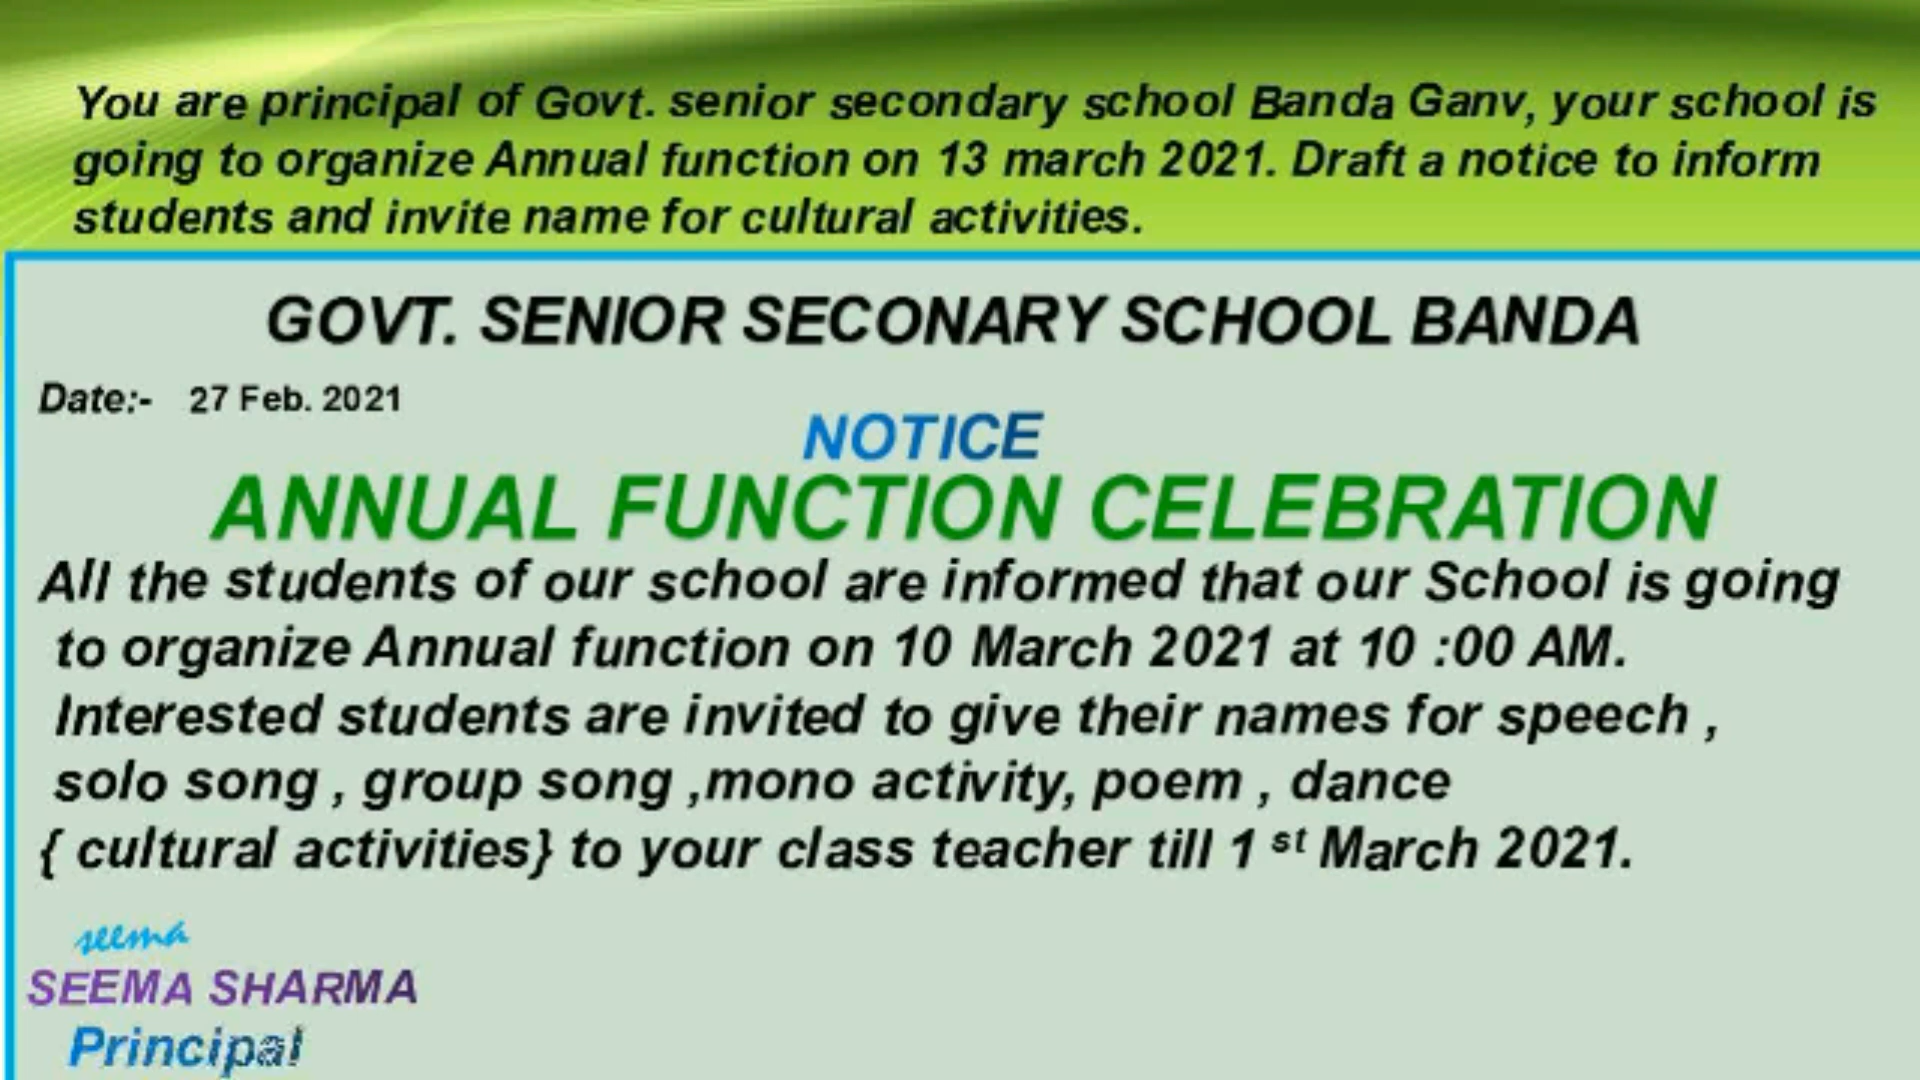 You are principal of Govt. senior secondary school Banda Ganv, your school is
going to organize Annual function on 13 march 2021. Draft a notice to inform
students and invite name for cultural activities.
GOVT. SENIOR SECONARY SCHOOL BANDA
Date:- 27 Feb. 2021
NOTICE
ANNUAL FUNCTION CELEBRATION
All the students of our school are informed that our School is going
to organize Annual function on 10 March 2021 at 10 :00 AM.
Interested students are invited to give their names for speech ,
solo song , group song ,mono activity, poem , dance
{ cultural activities} to your class teacher till 1 st March 2021.
seema
SEEMA SHARMA
Principal